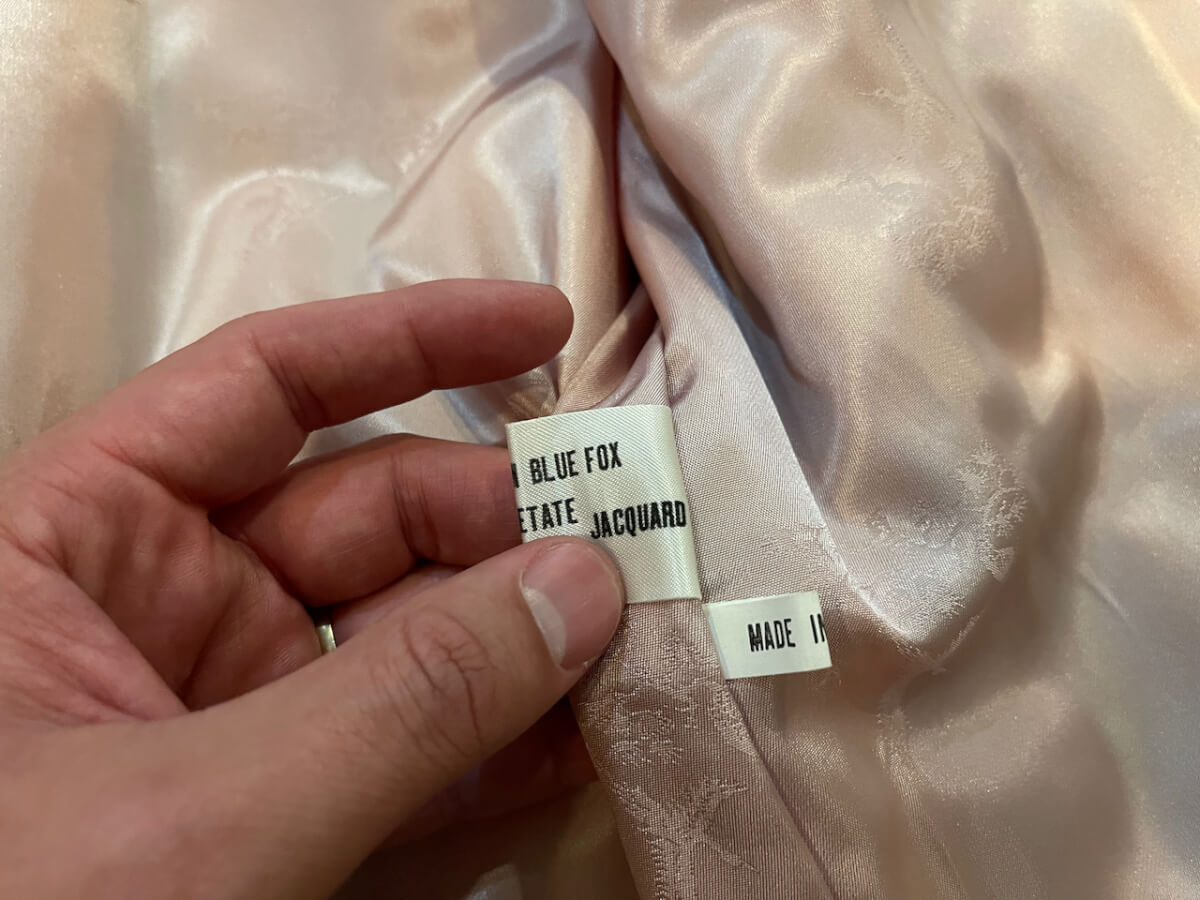 BLUE FOX
ETATE JACQUARD
MADE IN